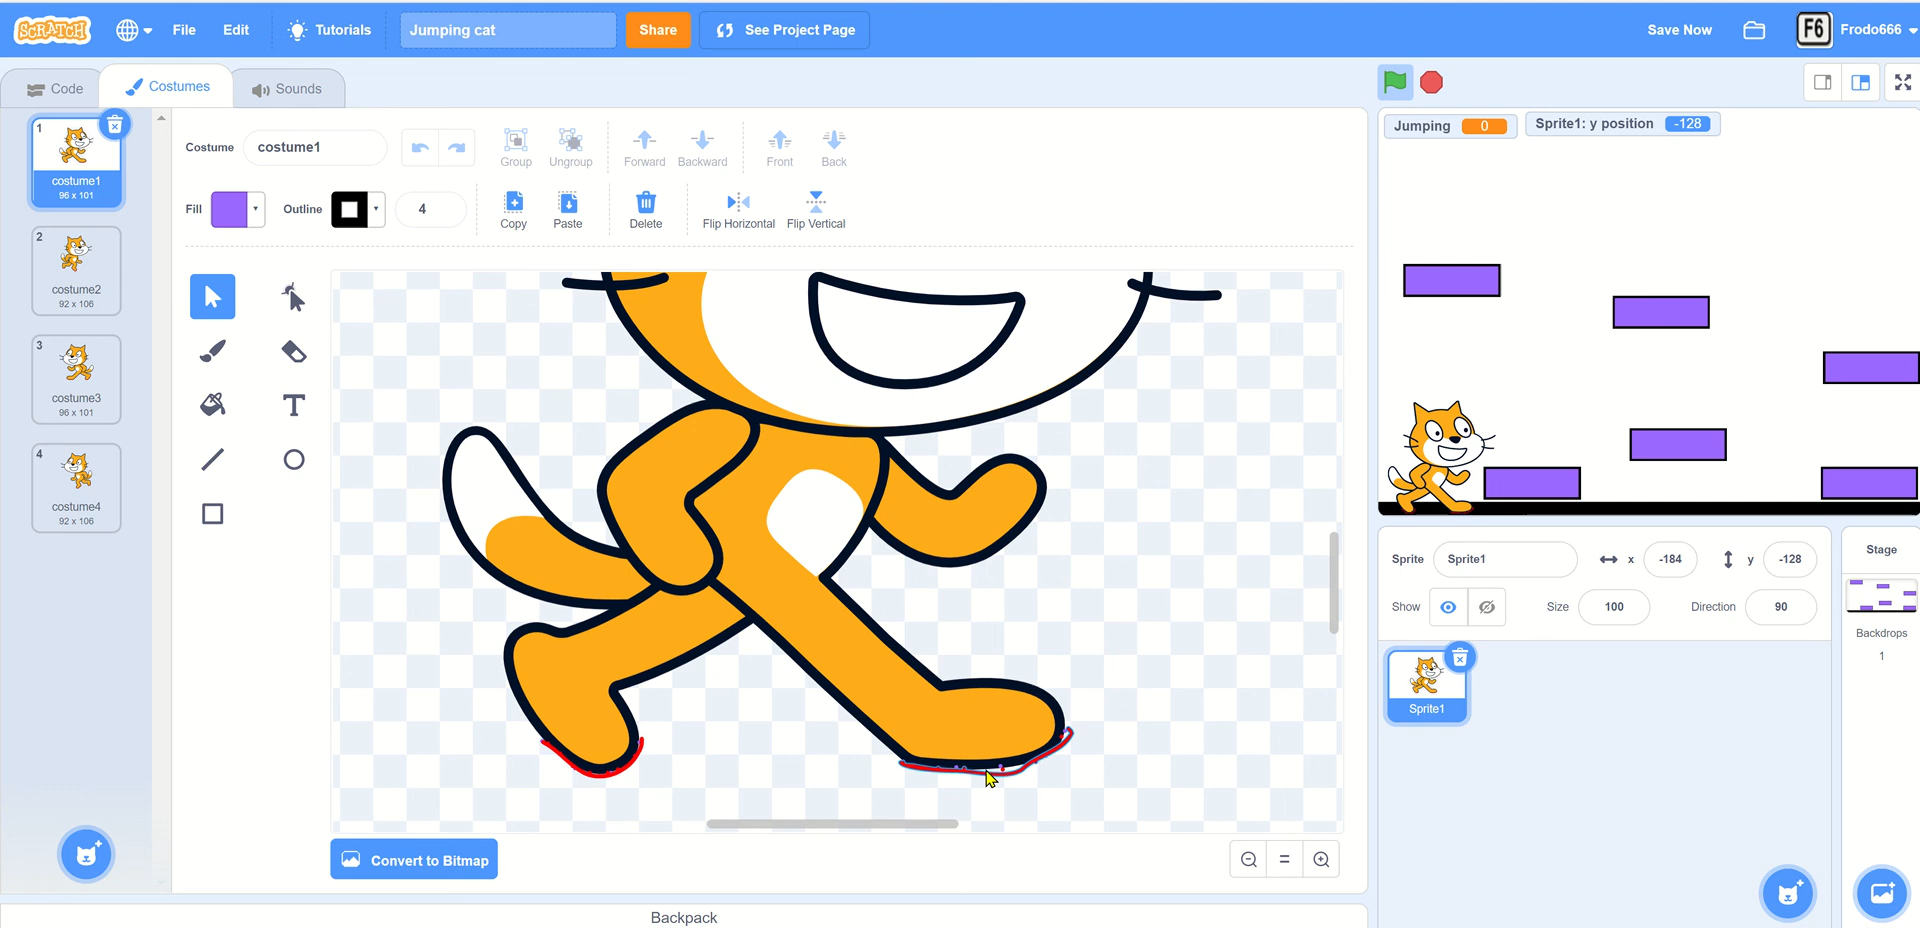 SCRATCH File Edit Tutorials Jumping cat Share See Project Page Save Now F6 Frodo666
Code Costumes Sounds
1
costume1
96 x 101
2
costume2
92 x 106
3
costume3
96 x 101
4
costume4
92 x 106
Costume costume1 Group Ungroup Forward Backward Front Back
Fill Outline 4 Copy Paste Delete Flip Horizontal Flip Vertical
T
Convert to Bitmap
Backpack
Jumping 0 Sprite1: y position -128
Sprite Sprite1 x -184 y -128
Show Size 100 Direction 90
Sprite1
Stage
Backdrops
1